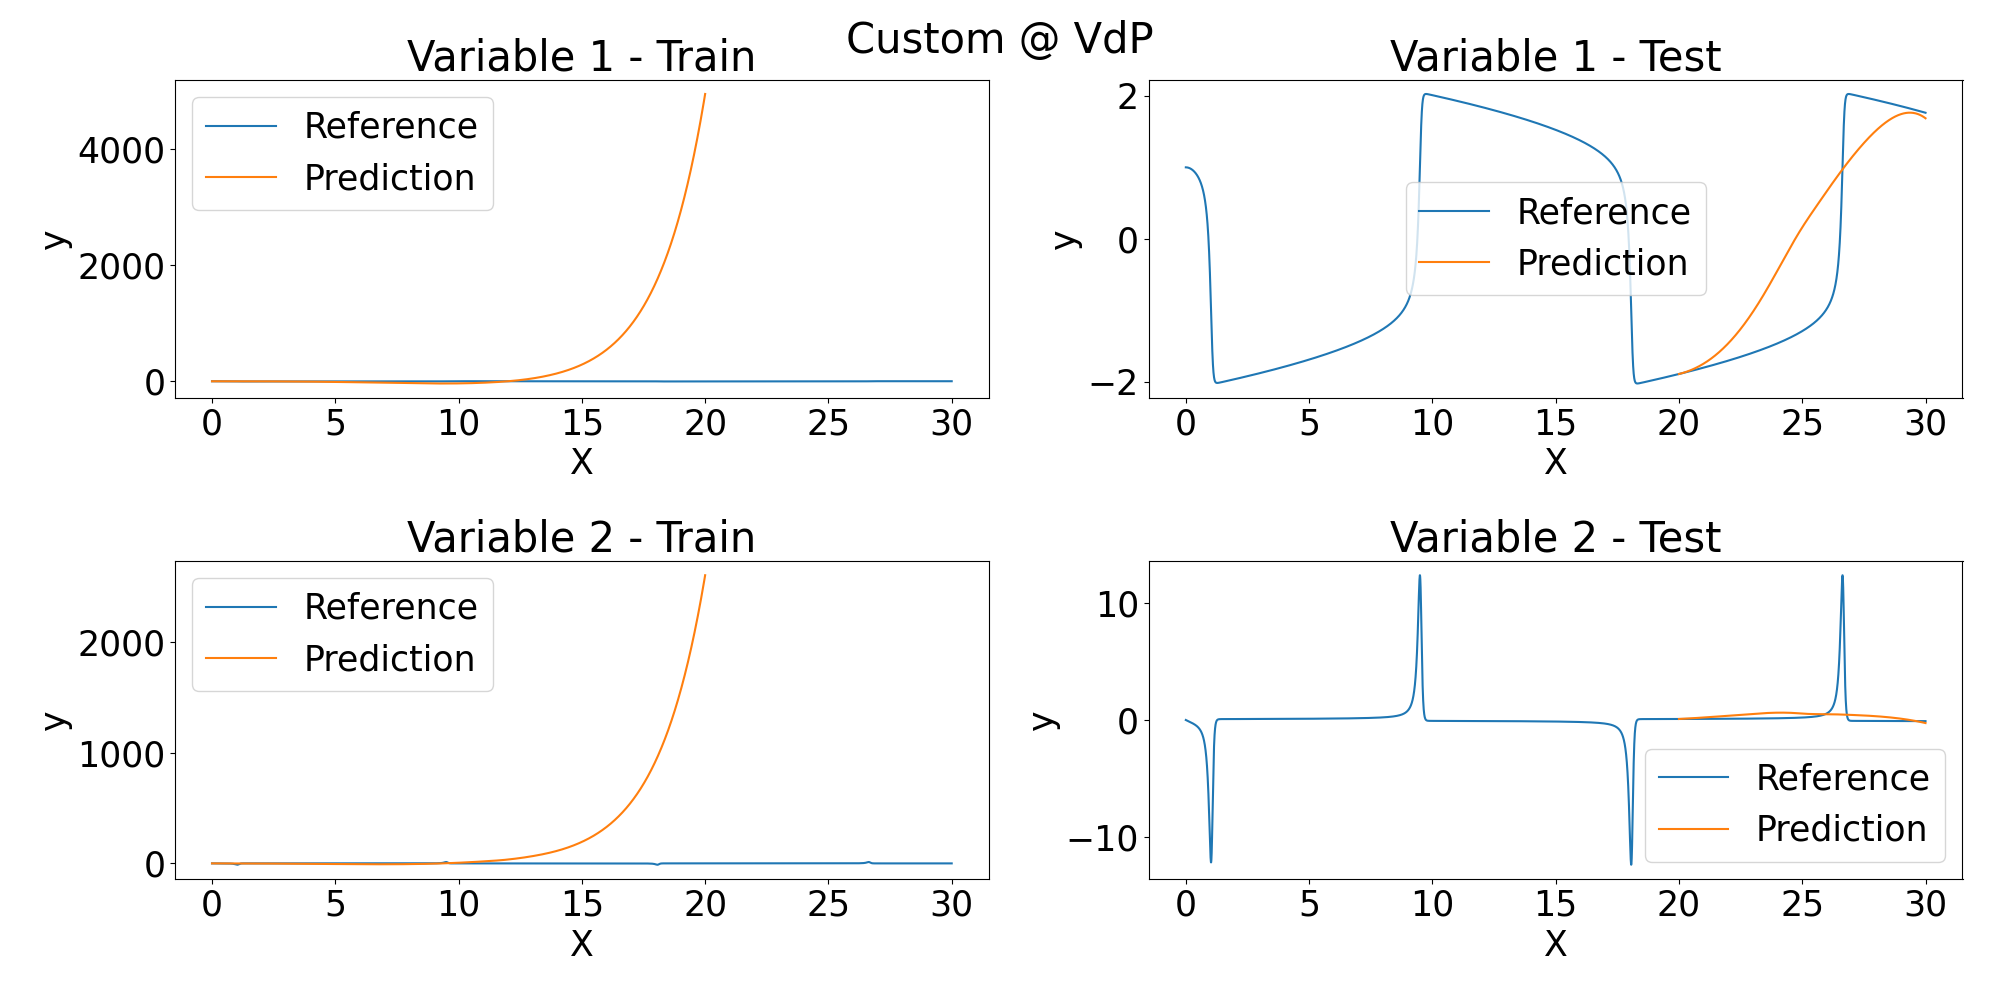 Custom @ VdP
Variable 1 - Train
y
4000
2000
0
Reference
Prediction
0 5 10 15 20 25 30
X
Variable 1 - Test
y
2
0
−2
Reference
Prediction
0 5 10 15 20 25 30
X
Variable 2 - Train
y
2000
1000
0
Reference
Prediction
0 5 10 15 20 25 30
X
Variable 2 - Test
y
10
0
−10
Reference
Prediction
0 5 10 15 20 25 30
X